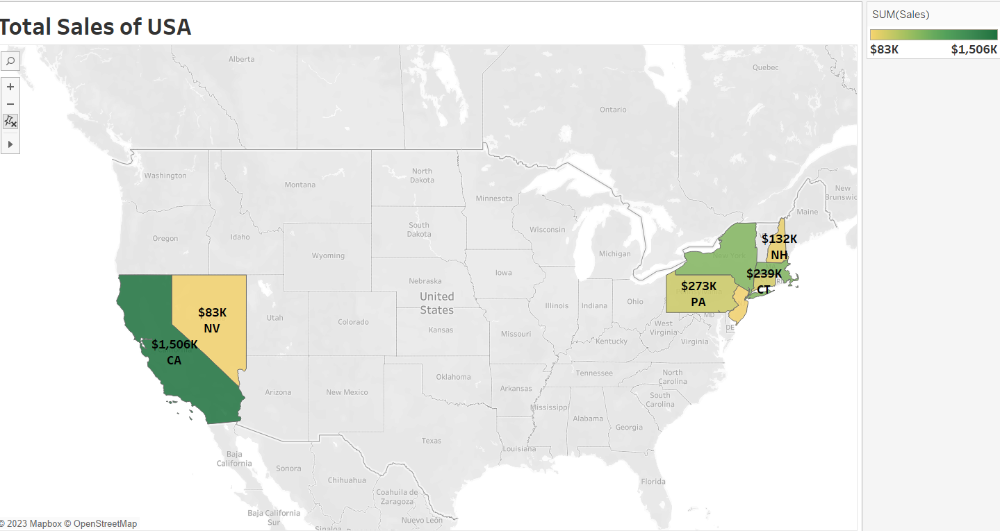 Total Sales of USA
SUM(Sales)
$83K
$1,506K
Alberta
Quebec
Ontario
Washington
Montana
North
Dakota
Minnesota
New
Brunswic
Maine
Oregon
Idaho
South
Dakota
Wisconsin
Michigan
$132K
NH
Wyoming
New York
Iowa
Nebraska
$239K
CT
RI
$273K
PA
United
States
Illinois
Indiana
Ohio
$83K
NV
Utah
Colorado
Kansas
Missouri
MD
DE
West
Virginia
Virginia
Kentucky
$1,506K
CA
California
Oklahoma
Tennessee
North
Carolina
Arizona
New Mexico
Arkansas
South
Carolina
Mississippi
Alabama
Georgia
Texas
Louisiana
Baja
California
Sonora
Chihuahua
Florida
Coahuila de
Zaragoza
Baja California
Sur
Nuevo León
Sinaloa
© 2023 Mapbox © OpenStreetMap